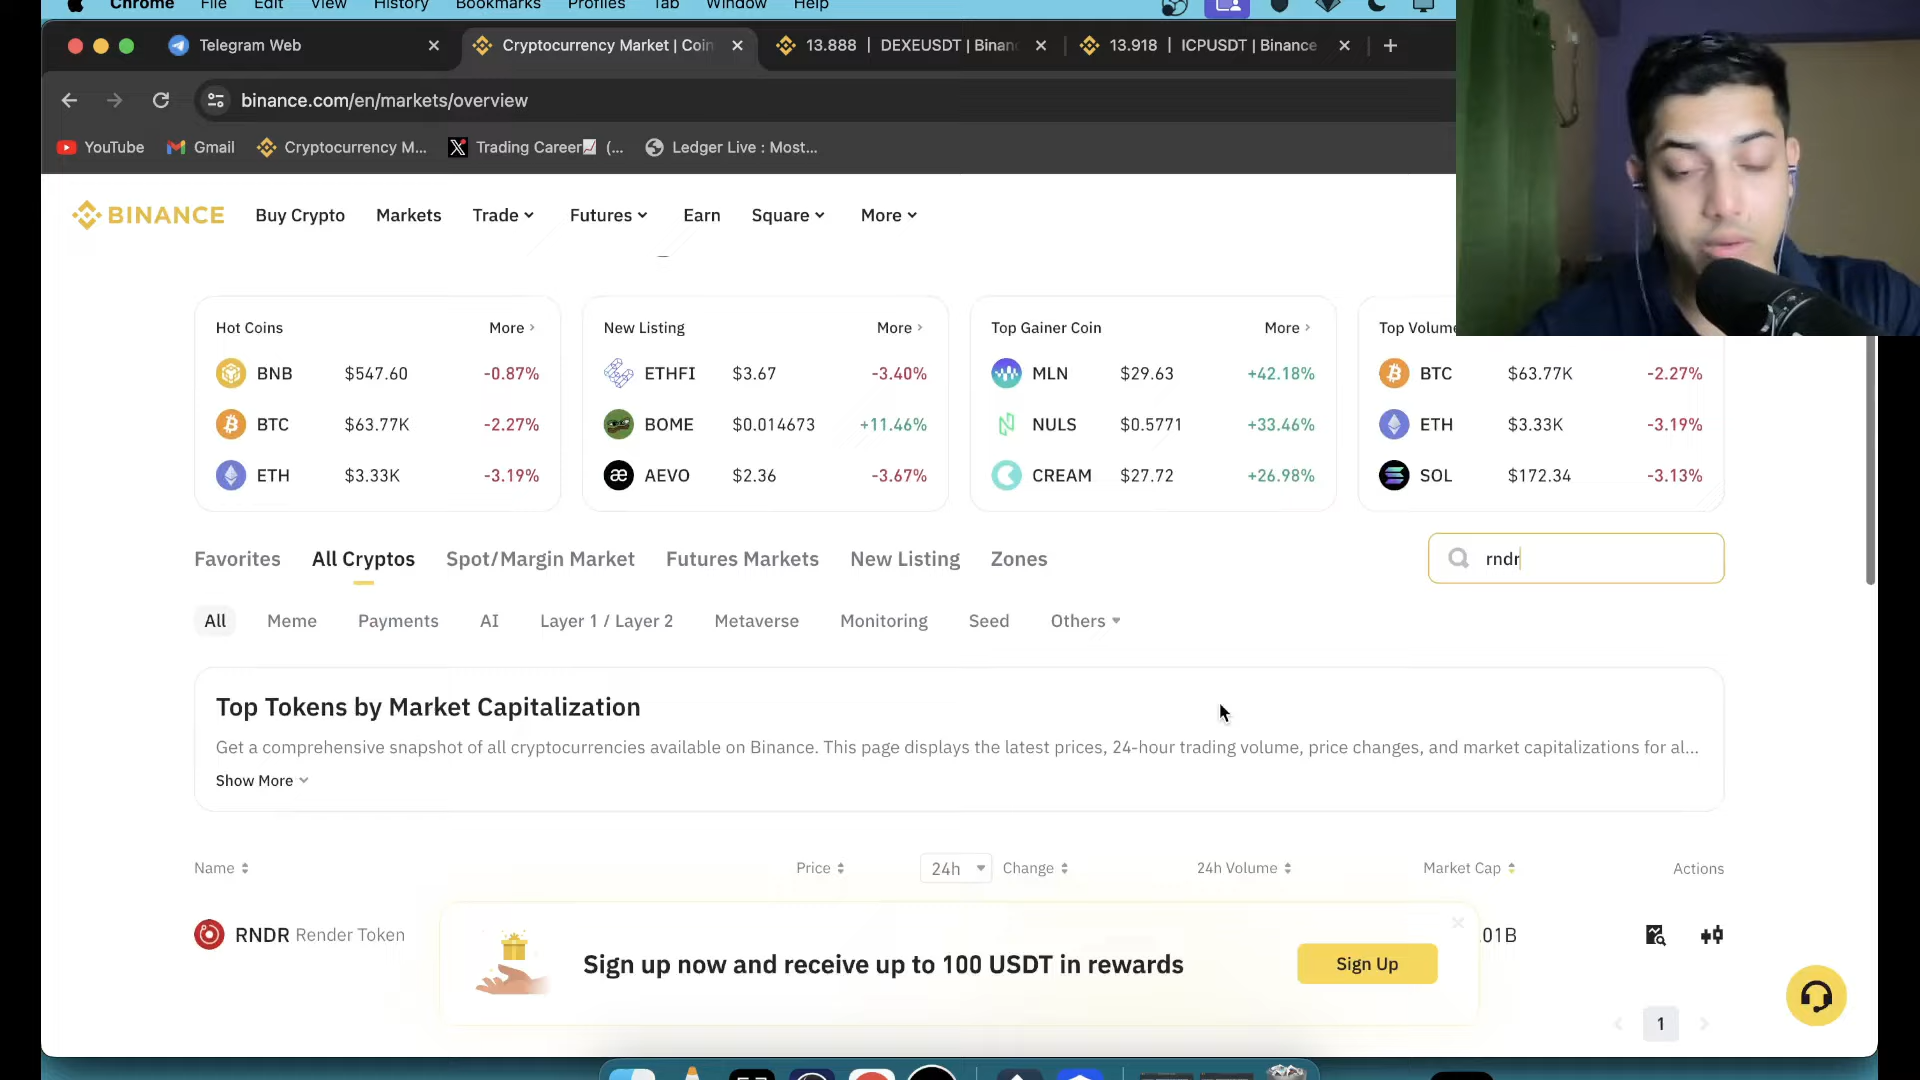 Chrome File Edit View History Bookmarks Profiles Tab Window Help
Telegram Web
Cryptocurrency Market | Coin
13.888 | DEXEUSDT | Binan
13.918 | ICPUSDT | Binance
binance.com/en/markets/overview
YouTube
Gmail
Cryptocurrency M...
Trading Career📈 (...
Ledger Live : Most...
BINANCE
Buy Crypto
Markets
Trade
Futures
Earn
Square
More
Hot Coins More
BNB $547.60 -0.87%
BTC $63.77K -2.27%
ETH $3.33K -3.19%
New Listing More
ETHFI $3.67 -3.40%
BOME $0.014673 +11.46%
AEVO $2.36 -3.67%
Top Gainer Coin More
MLN $29.63 +42.18%
NULS $0.5771 +33.46%
CREAM $27.72 +26.98%
Top Volume
BTC $63.77K -2.27%
ETH $3.33K -3.19%
SOL $172.34 -3.13%
Favorites All Cryptos Spot/Margin Market Futures Markets New Listing Zones
rndr
All Meme Payments AI Layer 1 / Layer 2 Metaverse Monitoring Seed Others
Top Tokens by Market Capitalization
Get a comprehensive snapshot of all cryptocurrencies available on Binance. This page displays the latest prices, 24-hour trading volume, price changes, and market capitalizations for al...
Show More
Name Price 24h Change 24h Volume Market Cap Actions
RNDR Render Token .01B
Sign up now and receive up to 100 USDT in rewards
Sign Up
1